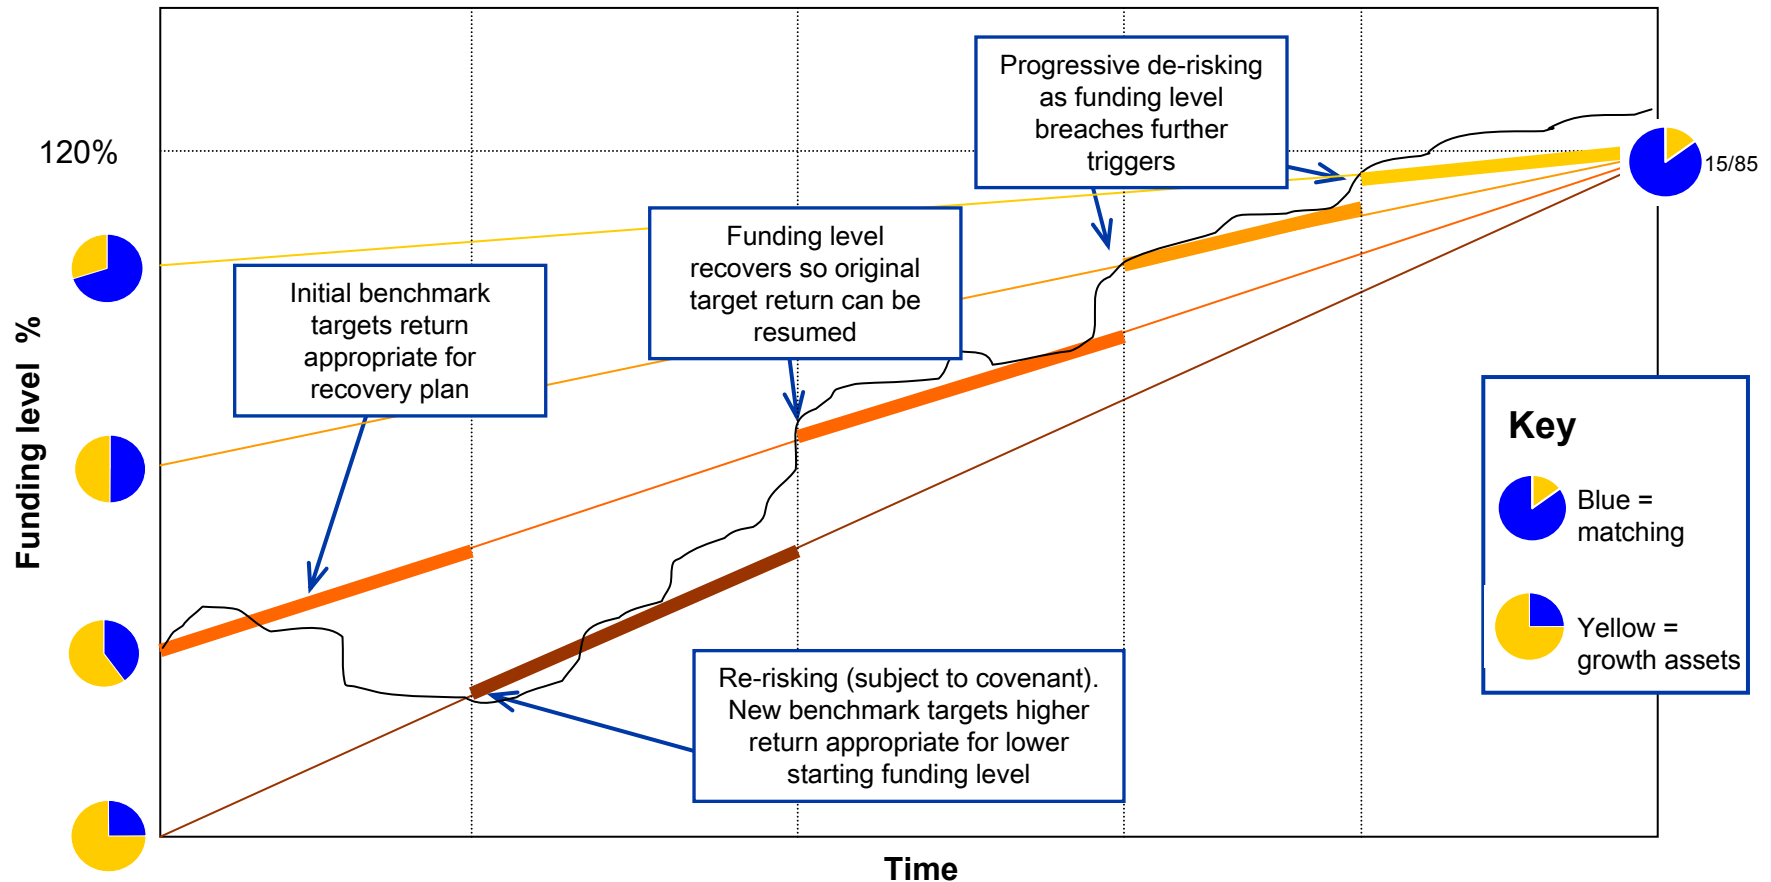 Progressive de-risking
as funding level
breaches further
triggers
120%
15/85
Funding level
recovers so original
target return can be
resumed
Initial benchmark
targets return
appropriate for
recovery plan
Funding level %
Key
Blue =
matching
Yellow =
growth assets
Re-risking (subject to covenant).
New benchmark targets higher
return appropriate for lower
starting funding level
Time